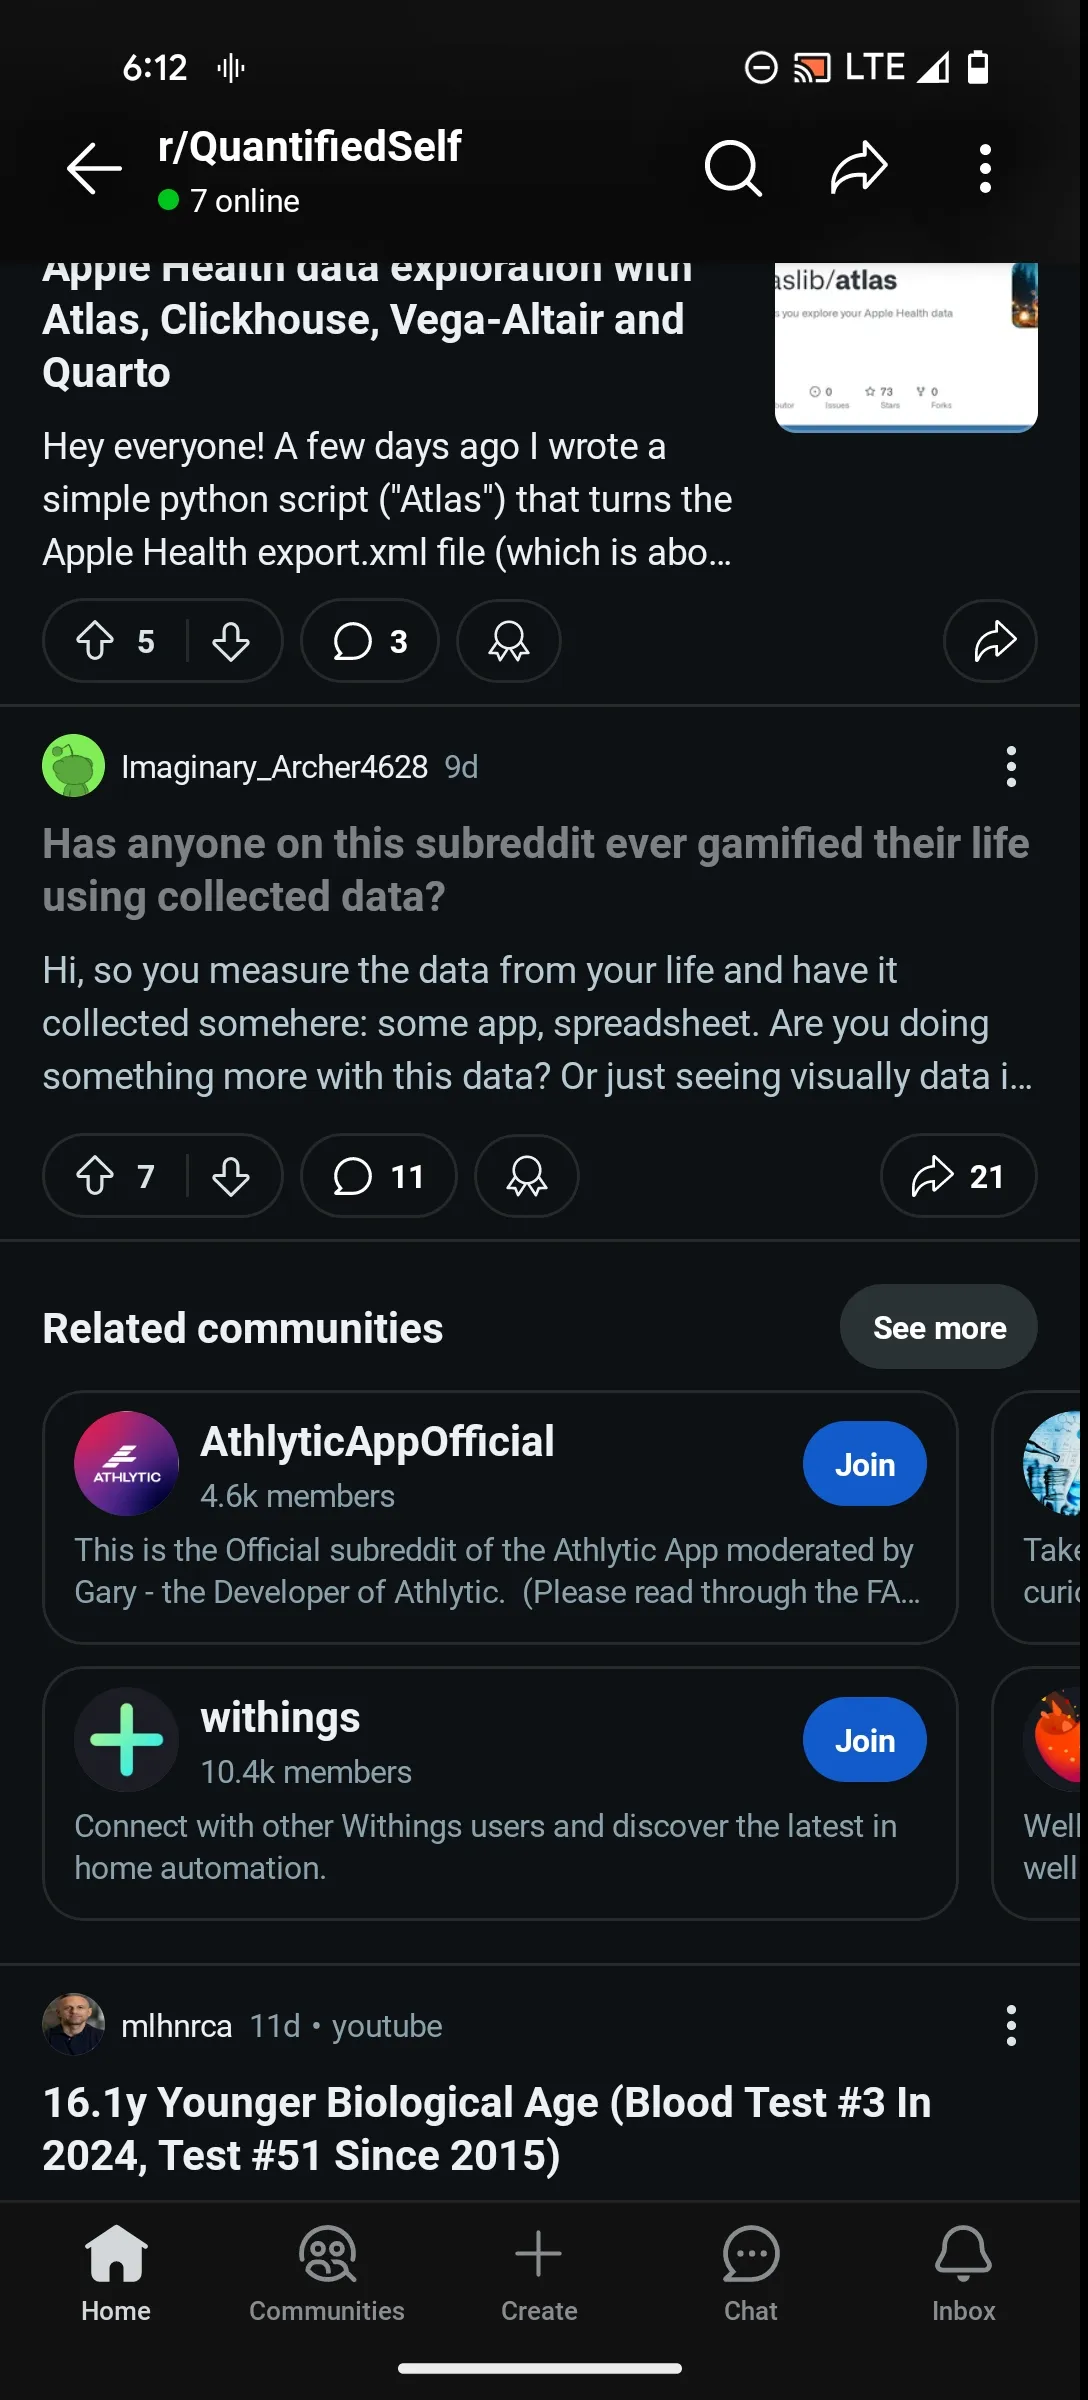 6:12
LTE
r/QuantifiedSelf
7 online
Apple Health data exploration with
Atlas, Clickhouse, Vega-Altair and
Quarto
aslib/atlas
s you explore your Apple Health data
0
73
0
butor
Issues
Stars
Forks
Hey everyone! A few days ago I wrote a
simple python script ("Atlas") that turns the
Apple Health export.xml file (which is abo…
5
3
Imaginary_Archer4628 9d
Has anyone on this subreddit ever gamified their life
using collected data?
Hi, so you measure the data from your life and have it
collected somehere: some app, spreadsheet. Are you doing
something more with this data? Or just seeing visually data i…
7
11
21
Related communities
See more
ATHLYTIC
AthlyticAppOfficial
4.6k members
Join
This is the Official subreddit of the Athlytic App moderated by
Gary - the Developer of Athlytic. (Please read through the FA…
Take
curio
withings
10.4k members
Join
Connect with other Withings users and discover the latest in
home automation.
Well
well
mlhnrca 11d • youtube
16.1y Younger Biological Age (Blood Test #3 In
2024, Test #51 Since 2015)
Home
Communities
Create
Chat
Inbox